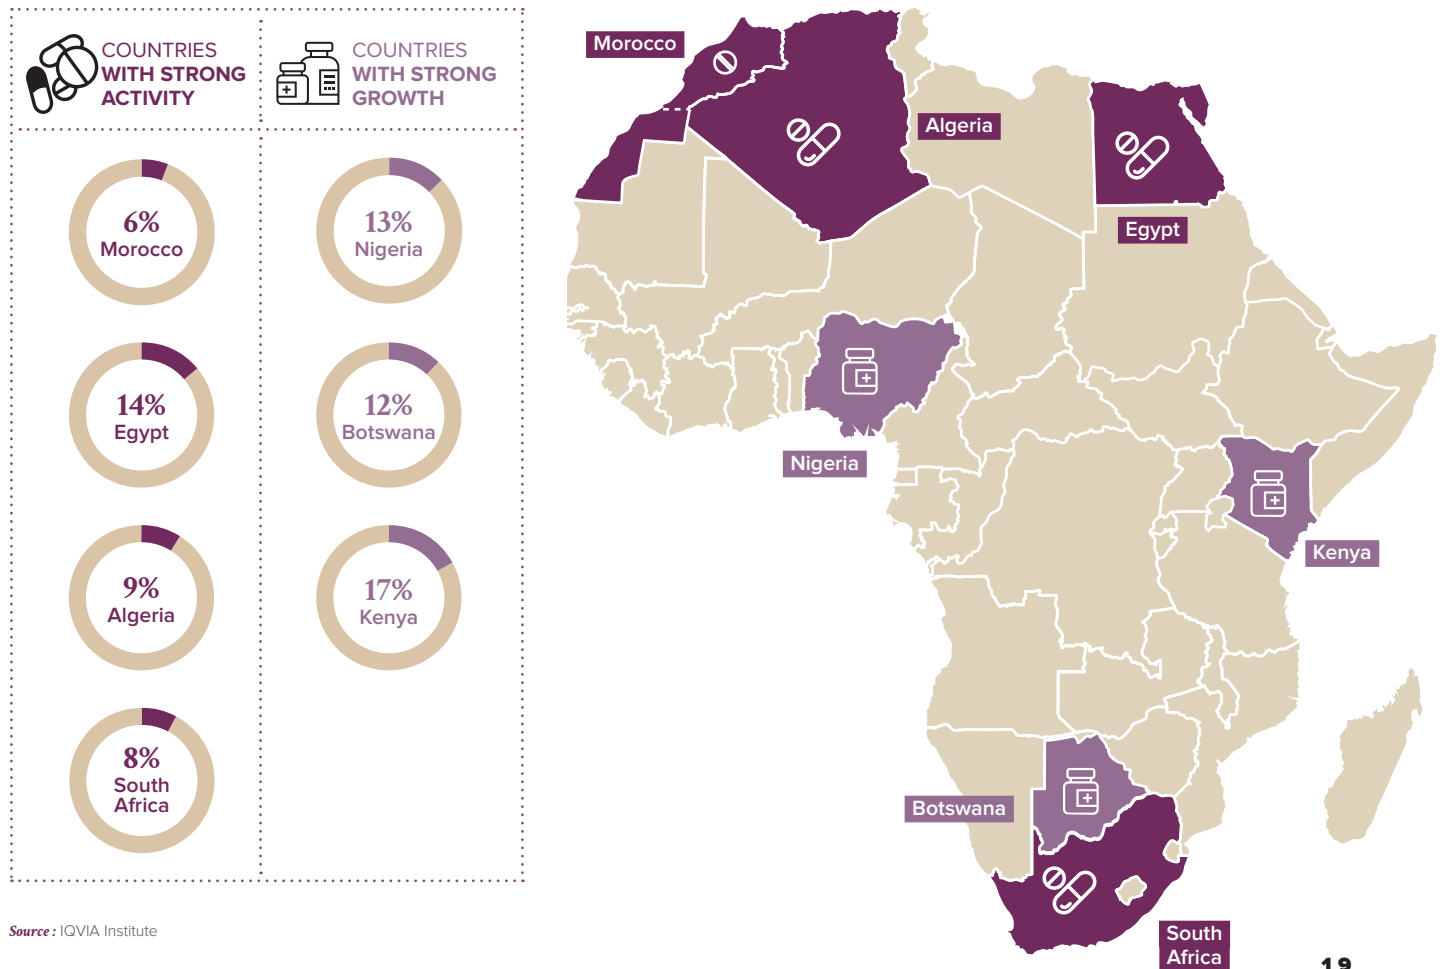 COUNTRIES
WITH STRONG
ACTIVITY
COUNTRIES
WITH STRONG
GROWTH
6%
Morocco
14%
Egypt
9%
Algeria
8%
South
Africa
13%
Nigeria
12%
Botswana
17%
Kenya
Morocco
Algeria
Egypt
Nigeria
Kenya
Botswana
South
Africa
Source : IQVIA Institute
19